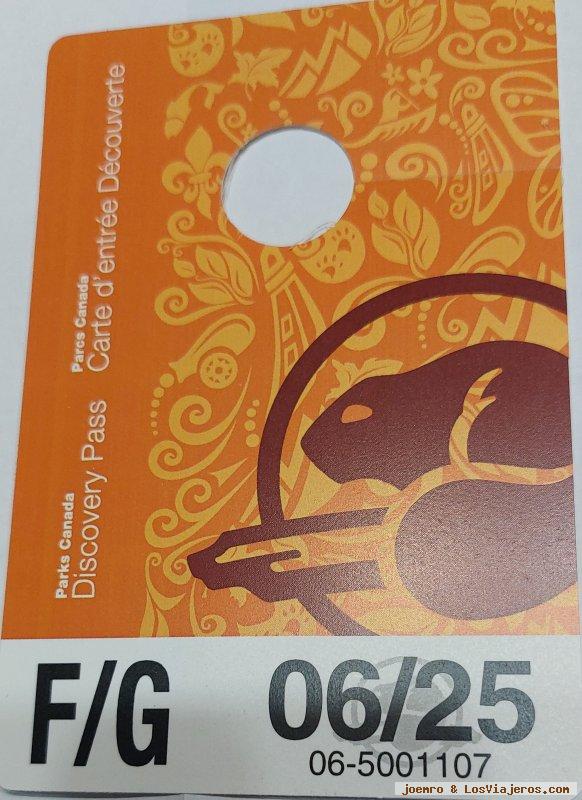 Parks Canada
Discovery Pass
Parcs Canada
Carte d'entrée Découverte
F/G
06/25
06-5001107
joemro & LosViajeros.com